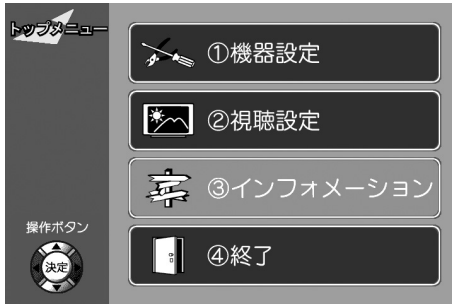 トップメニュー
①機器設定
②視聴設定
③インフォメーション
④終了
操作ボタン
決定